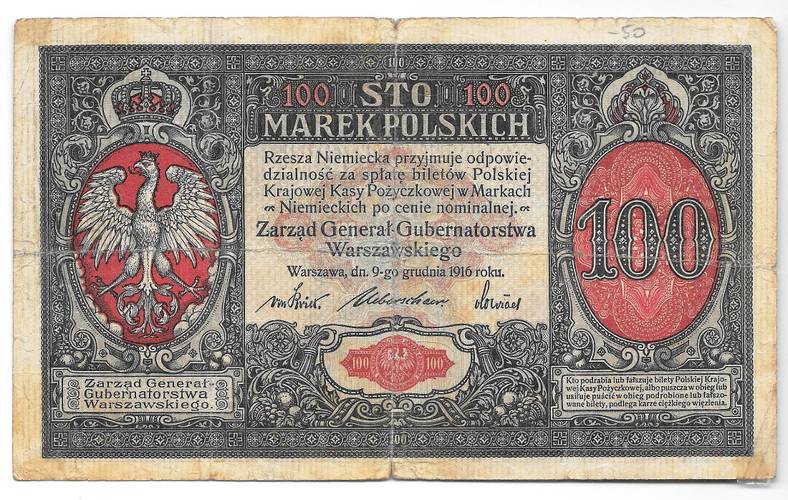 -50
100
100 STO 100
MAREK POLSKICH
Rzesza Niemiecka przyjmuje odpowie-
dzialność za spłatę biletów Polskiej
Krajowej Kasy Pożyczkowej w Markach
Niemieckich po cenie nominalnej.
Zarząd Generał-Gubernatorstwa
Warszawskiego
Warszawa, dn. 9-go grudnia 1916 roku.
100
100 100
Zarząd Generał-
Gubernatorstwa
Warszawskiego.
Kto podrabia lub fałszuje bilety Polskiej Krajo-
wej Kasy Pożyczkowej, albo puszcza w obieg lub
usiłuje puścić w obieg podrobione lub fałszo-
wane bilety, podlega karze ciężkiego więzienia.
100